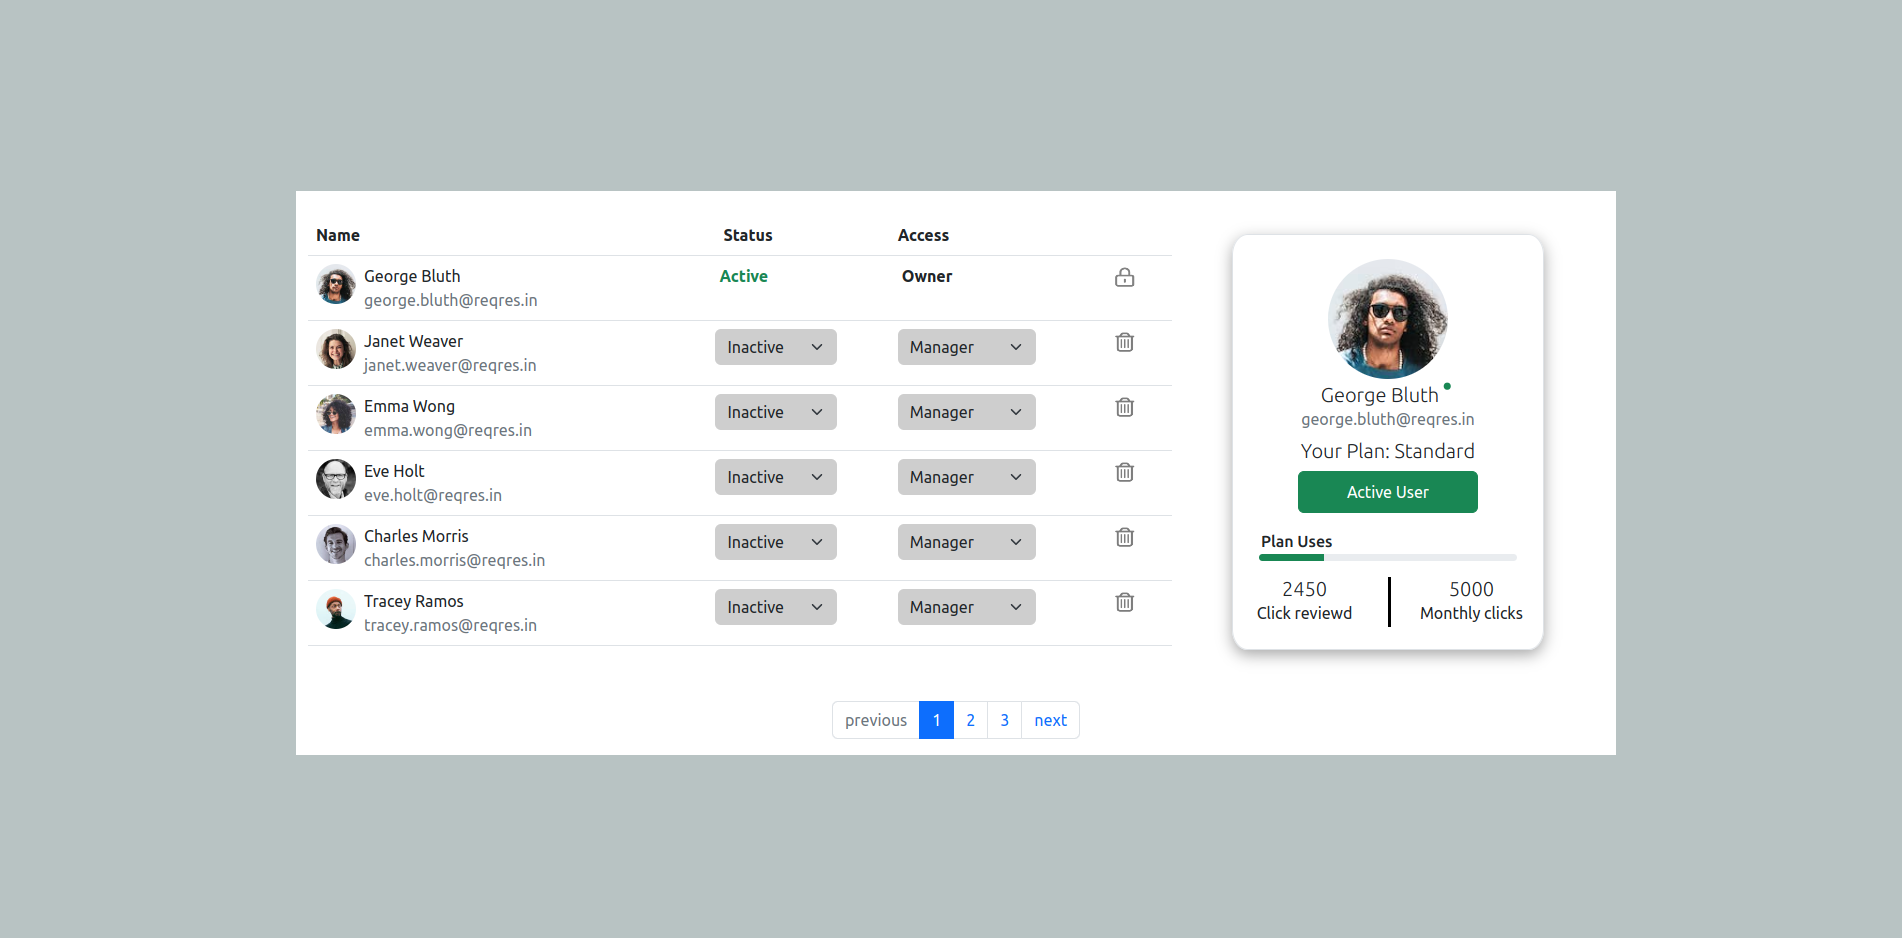 Name Status Access
George Bluth Active Owner
george.bluth@reqres.in
Janet Weaver Inactive Manager
janet.weaver@reqres.in
Emma Wong Inactive Manager
emma.wong@reqres.in
Eve Holt Inactive Manager
eve.holt@reqres.in
Charles Morris Inactive Manager
charles.morris@reqres.in
Tracey Ramos Inactive Manager
tracey.ramos@reqres.in
George Bluth
george.bluth@reqres.in
Your Plan: Standard
Active User
Plan Uses
2450 5000
Click reviewd Monthly clicks
previous 1 2 3 next